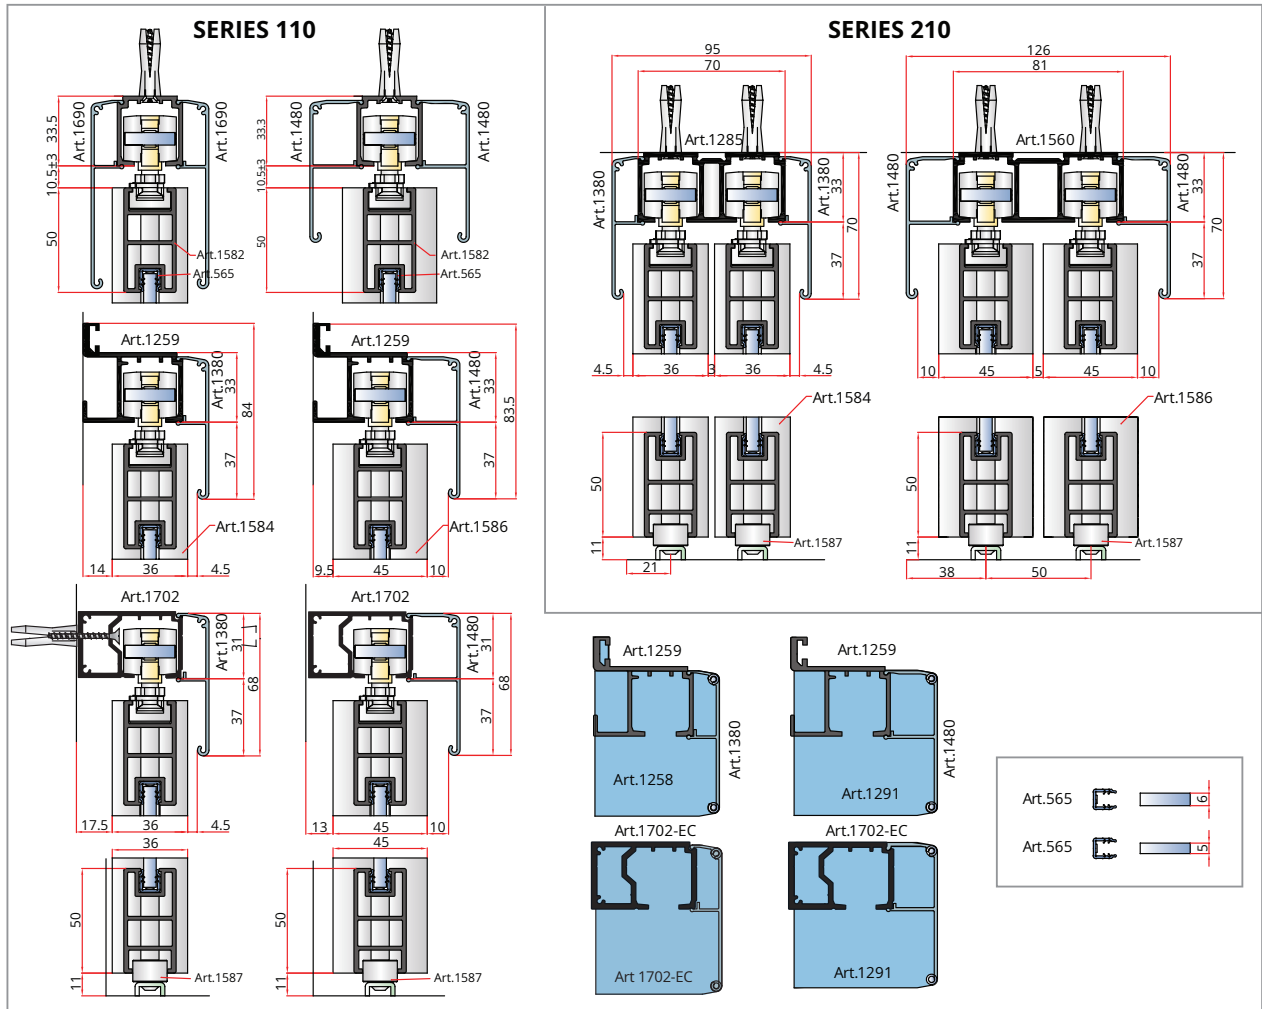 SERIES 110
33.5
10.5±3
50
Art.1690
Art.1690
Art.1582
Art.565
33.3
10.5±3
50
Art.1480
Art.1480
Art.1582
Art.565
Art.1259
Art.1380
33
84
37
Art.1584
14
36
4.5
Art.1259
Art.1480
33
83.5
37
Art.1586
9.5
45
10
Art.1702
Art.1380
31
68
37
17.5
36
4.5
Art.1702
Art.1480
31
68
37
13
45
10
36
50
11
Art.1587
45
50
11
Art.1587
SERIES 210
95
70
Art.1285
Art.1380
Art.1380
33
70
37
4.5
36
3
36
4.5
126
81
Art.1560
Art.1480
Art.1480
33
70
37
10
45
5
45
10
Art.1584
50
11
Art.1587
21
Art.1586
50
11
Art.1587
38
50
Art.1259
Art.1380
Art.1258
Art.1259
Art.1480
Art.1291
Art.1702-EC
Art 1702-EC
Art.1702-EC
Art.1291
Art.565
6
Art.565
5